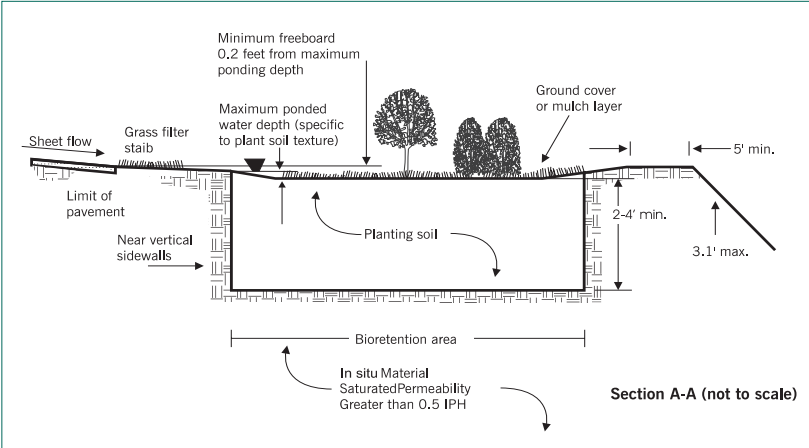 Minimum freeboard
0.2 feet from maximum
ponding depth
Maximum ponded
water depth (specific
to plant soil texture)
Ground cover
or mulch layer
Sheet flow
Grass filter
staib
5' min.
Limit of
pavement
2-4' min.
Planting soil
3.1' max.
Near vertical
sidewalls
Bioretention area
In situ Material
SaturatedPermeability
Greater than 0.5 IPH
Section A-A (not to scale)